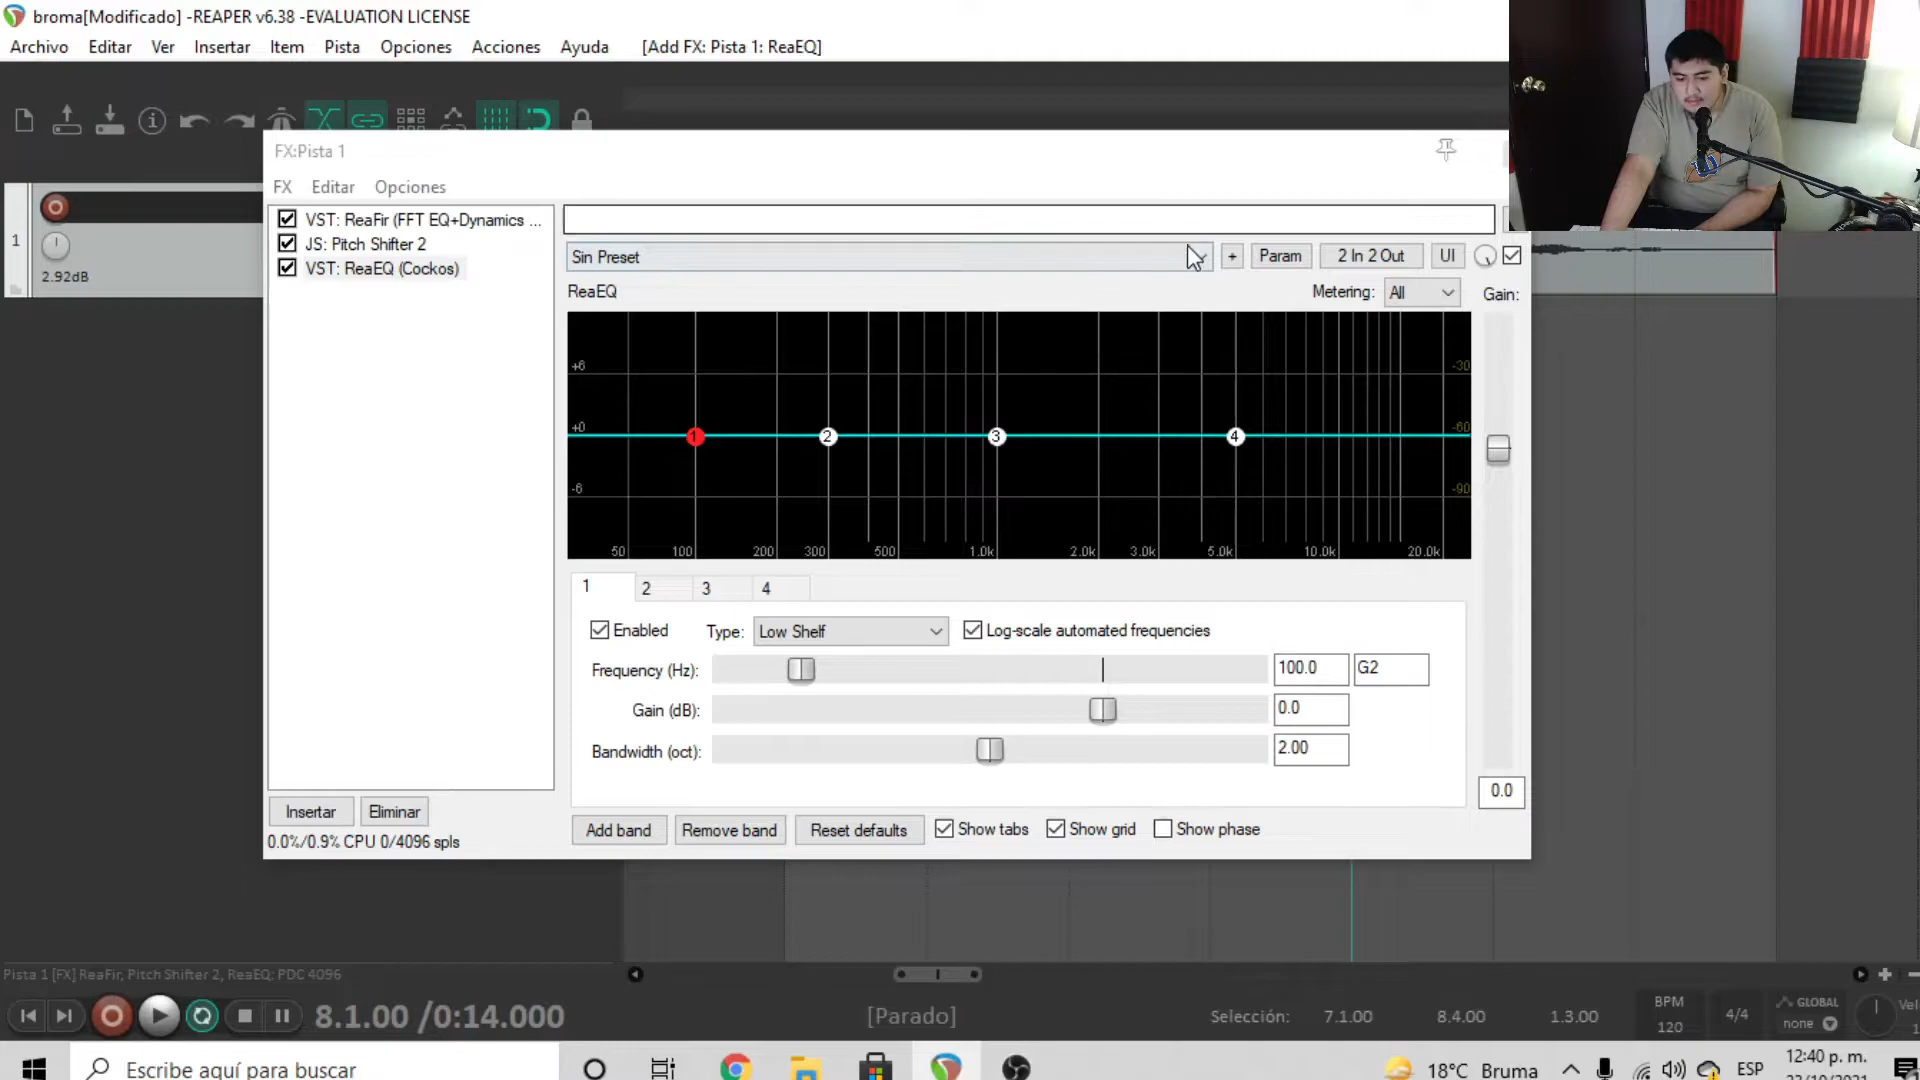 broma[Modificado] -REAPER v6.38 -EVALUATION LICENSE
Archivo Editar Ver Insertar Item Pista Opciones Acciones Ayuda [Add FX: Pista 1: ReaEQ]
FX:Pista 1
FX Editar Opciones
VST: ReaFir (FFT EQ+Dynamics ...
JS: Pitch Shifter 2
VST: ReaEQ (Cockos)
1
2.92dB
Sin Preset
+
Param
2 In 2 Out
UI
ReaEQ
Metering: All
Gain:
+6
-30
+0
-60
-6
-90
1
2
3
4
50 100 200 300 500 1.0k 2.0k 3.0k 5.0k 10.0k 20.0k
1 2 3 4
Enabled Type: Low Shelf Log-scale automated frequencies
Frequency (Hz): 100.0 G2
Gain (dB): 0.0
Bandwidth (oct): 2.00
0.0
Insertar Eliminar
Add band Remove band Reset defaults Show tabs Show grid Show phase
0.0%/0.9% CPU 0/4096 spls
Pista 1 [FX] ReaFir, Pitch Shifter 2, ReaEQ: PDC 4096
8.1.00 /0:14.000
[Parado]
Selección: 7.1.00 8.4.00 1.3.00
BPM
120
4/4
GLOBAL
none
Escribe aquí para buscar
18°C Bruma
ESP
12:40 p. m.